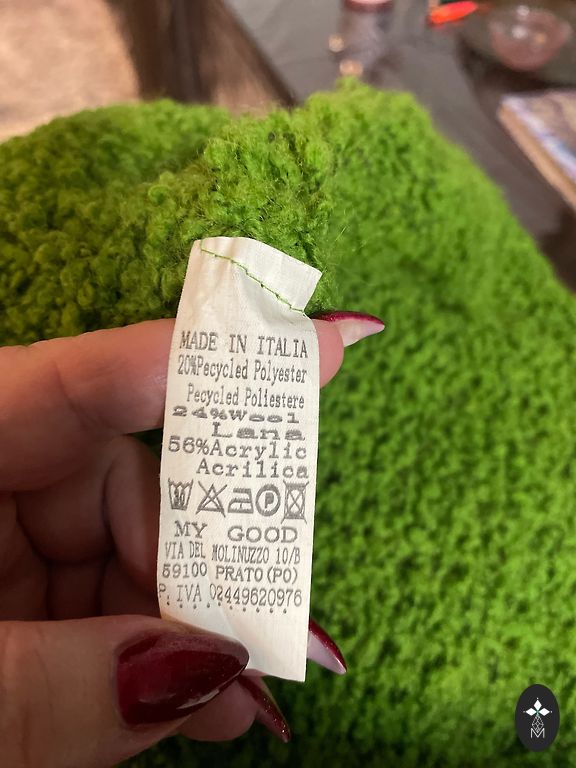 MADE IN ITALIA
20%Pecycled Polyester
Pecycled Poliestere
24%Wool
Lana
56%Acrylic
Acrilica
P
MY GOOD
VIA DEL MOLINUZZO 10/B
59100 PRATO(PO)
P. IVA 02449620976
M